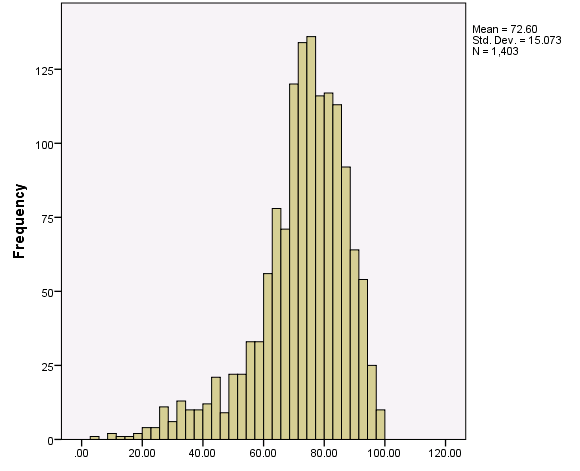 Mean = 72.60
Std. Dev. = 15.073
N = 1,403
Frequency
125
100
75
50
25
0
.00 20.00 40.00 60.00 80.00 100.00 120.00